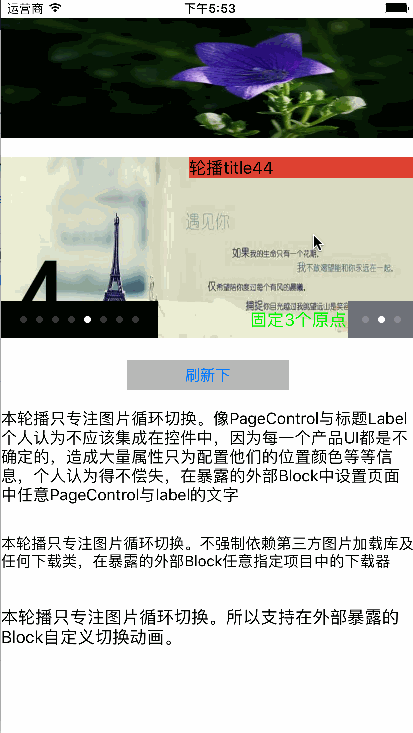 运营商 下午5:53
轮播title44
遇见你
如果我的生命只有一个花期,
我不敢渴望能和你永远在一起。
仅希望陪你度过每个有风的晨曦,
4
固定3个原点
刷新下
本轮播只专注图片循环切换。像PageControl与标题Label
个人认为不应该集成在控件中，因为每一个产品UI都是不
确定的，造成大量属性只为配置他们的位置颜色等等信
息，个人认为得不偿失，在暴露的外部Block中设置页面
中任意PageControl与label的文字
本轮播只专注图片循环切换。不强制依赖第三方图片加载库及
任何下载类，在暴露的外部Block任意指定项目中的下载器
本轮播只专注图片循环切换。所以支持在外部暴露的
Block自定义切换动画。